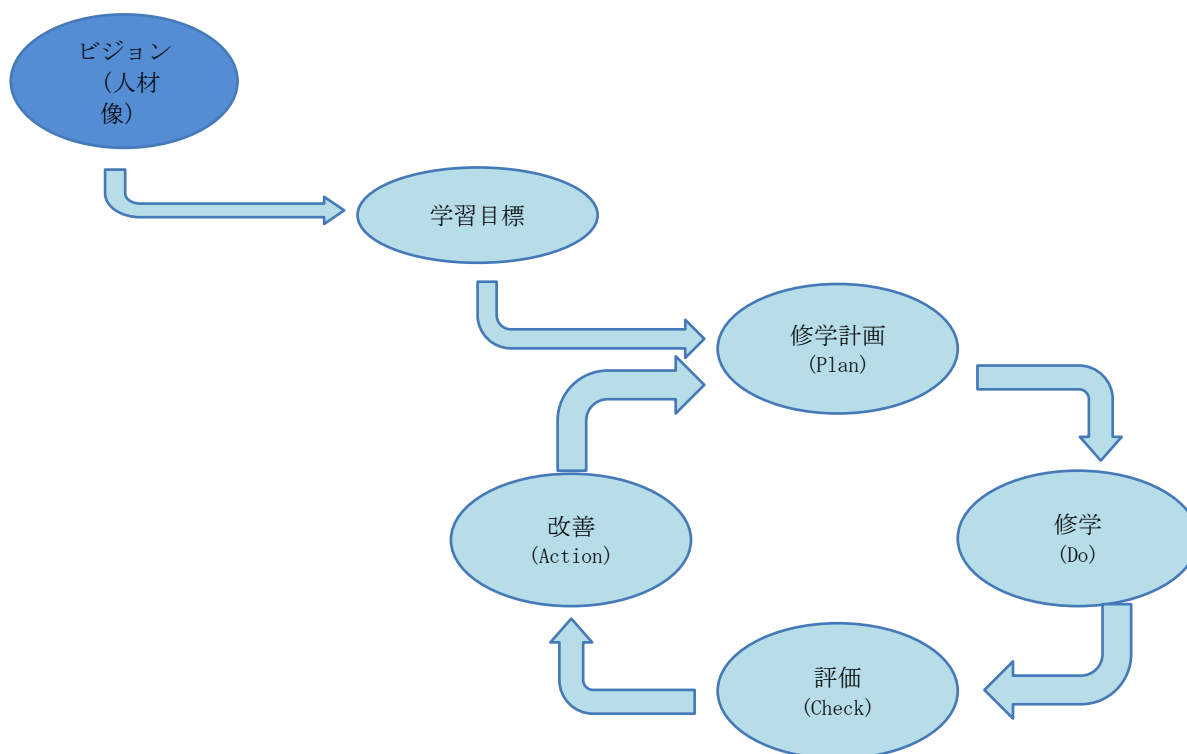 ビジョン
（人材
像）
学習目標
修学計画
(Plan)
改善
(Action)
修学
(Do)
評価
(Check)